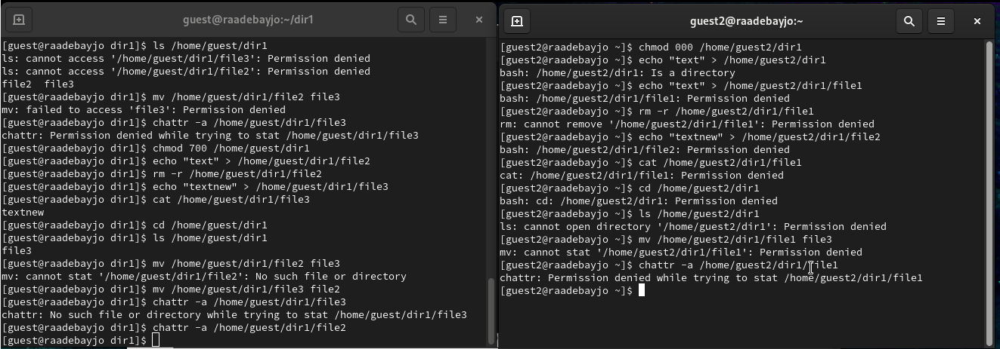 guest@raadebayjo:~/dir1
[guest@raadebayjo dir1]$ ls /home/guest/dir1
ls: cannot access '/home/guest/dir1/file3': Permission denied
ls: cannot access '/home/guest/dir1/file2': Permission denied
file2  file3
[guest@raadebayjo dir1]$ mv /home/guest/dir1/file2 file3
mv: failed to access 'file3': Permission denied
[guest@raadebayjo dir1]$ chattr -a /home/guest/dir1/file3
chattr: Permission denied while trying to stat /home/guest/dir1/file3
[guest@raadebayjo dir1]$ chmod 700 /home/guest/dir1
[guest@raadebayjo dir1]$ echo "text" > /home/guest/dir1/file2
[guest@raadebayjo dir1]$ rm -r /home/guest/dir1/file2
[guest@raadebayjo dir1]$ echo "textnew" > /home/guest/dir1/file3
[guest@raadebayjo dir1]$ cat /home/guest/dir1/file3
textnew
[guest@raadebayjo dir1]$ cd /home/guest/dir1
[guest@raadebayjo dir1]$ ls /home/guest/dir1
file3
[guest@raadebayjo dir1]$ mv /home/guest/dir1/file2 file3
mv: cannot stat '/home/guest/dir1/file2': No such file or directory
[guest@raadebayjo dir1]$ mv /home/guest/dir1/file3 file2
[guest@raadebayjo dir1]$ chattr -a /home/guest/dir1/file3
chattr: No such file or directory while trying to stat /home/guest/dir1/file3
[guest@raadebayjo dir1]$ chattr -a /home/guest/dir1/file2
[guest@raadebayjo dir1]$
guest2@raadebayjo:~
[guest2@raadebayjo ~]$ chmod 000 /home/guest2/dir1
[guest2@raadebayjo ~]$ echo "text" > /home/guest2/dir1
bash: /home/guest2/dir1: Is a directory
[guest2@raadebayjo ~]$ echo "text" > /home/guest2/dir1/file1
bash: /home/guest2/dir1/file1: Permission denied
[guest2@raadebayjo ~]$ rm -r /home/guest2/dir1/file1
rm: cannot remove '/home/guest2/dir1/file1': Permission denied
[guest2@raadebayjo ~]$ echo "textnew" > /home/guest2/dir1/file2
bash: /home/guest2/dir1/file2: Permission denied
[guest2@raadebayjo ~]$ cat /home/guest2/dir1/file1
cat: /home/guest2/dir1/file1: Permission denied
[guest2@raadebayjo ~]$ cd /home/guest2/dir1
bash: cd: /home/guest2/dir1: Permission denied
[guest2@raadebayjo ~]$ ls /home/guest2/dir1
ls: cannot open directory '/home/guest2/dir1': Permission denied
[guest2@raadebayjo ~]$ mv /home/guest2/dir1/file1 file3
mv: cannot stat '/home/guest2/dir1/file1': Permission denied
[guest2@raadebayjo ~]$ chattr -a /home/guest2/dir1/file1
chattr: Permission denied while trying to stat /home/guest2/dir1/file1
[guest2@raadebayjo ~]$